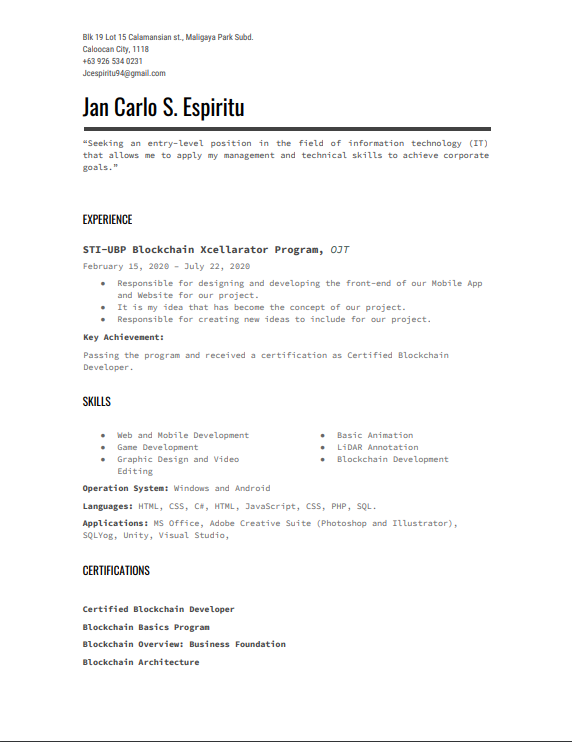 Blk 19 Lot 15 Calamansian st., Maligaya Park Subd.
Caloocan City, 1118
+63 926 534 0231
Jcespiritu94@gmail.com
Jan Carlo S. Espiritu
“Seeking an entry-level position in the field of information technology (IT)
that allows me to apply my management and technical skills to achieve corporate
goals.”
EXPERIENCE
STI-UBP Blockchain Xcellarator Program, OJT
February 15, 2020 – July 22, 2020
● Responsible for designing and developing the front-end of our Mobile App
and Website for our project.
● It is my idea that has become the concept of our project.
● Responsible for creating new ideas to include for our project.
Key Achievement:
Passing the program and received a certification as Certified Blockchain
Developer.
SKILLS
● Web and Mobile Development
● Game Development
● Graphic Design and Video
Editing
● Basic Animation
● LiDAR Annotation
● Blockchain Development
Operation System: Windows and Android
Languages: HTML, CSS, C#, HTML, JavaScript, CSS, PHP, SQL.
Applications: MS Office, Adobe Creative Suite (Photoshop and Illustrator),
SQLYog, Unity, Visual Studio,
CERTIFICATIONS
Certified Blockchain Developer
Blockchain Basics Program
Blockchain Overview: Business Foundation
Blockchain Architecture